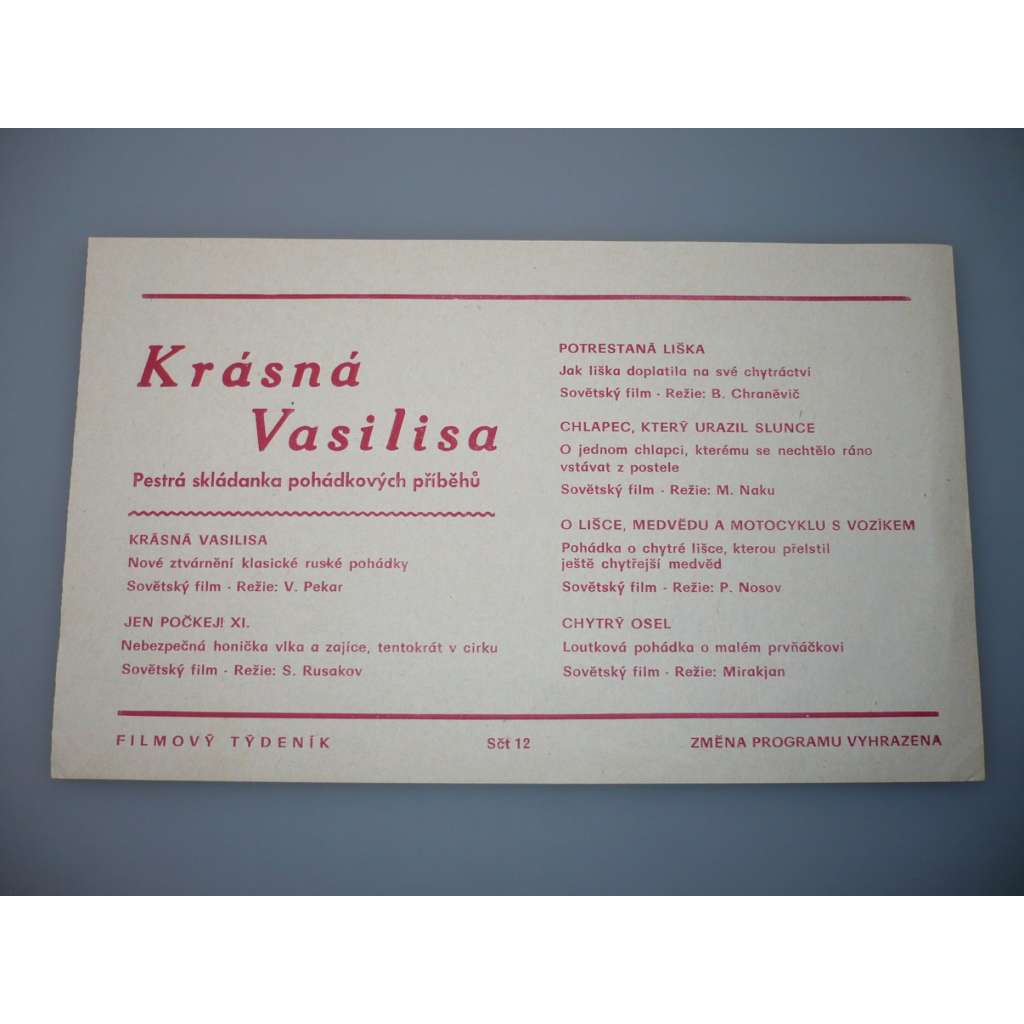 Krásná
Vasilisa
Pestrá skládanka pohádkových příběhů
KRÁSNÁ VASILISA
Nové ztvárnění klasické ruské pohádky
Sovětský film - Režie: V. Pekar
JEN POČKEJ! XI.
Nebezpečná honička vlka a zajíce, tentokrát v cirku
Sovětský film - Režie: S. Rusakov
POTRESTANÁ LIŠKA
Jak liška doplatila na své chytráctví
Sovětský film - Režie: B. Chraněvič
CHLAPEC, KTERÝ URAZIL SLUNCE
O jednom chlapci, kterému se nechtělo ráno
vstávat z postele
Sovětský film - Režie: M. Naku
O LIŠCE, MEDVĚDU A MOTOCYKLU S VOZÍKEM
Pohádka o chytré lišce, kterou přelstil
ještě chytřejší medvěd
Sovětský film - Režie: P. Nosov
CHYTRÝ OSEL
Loutková pohádka o malém prvňáčkovi
Sovětský film - Režie: Mirakjan
FILMOVÝ TÝDENÍK Sčt 12 ZMĚNA PROGRAMU VYHRAZENA